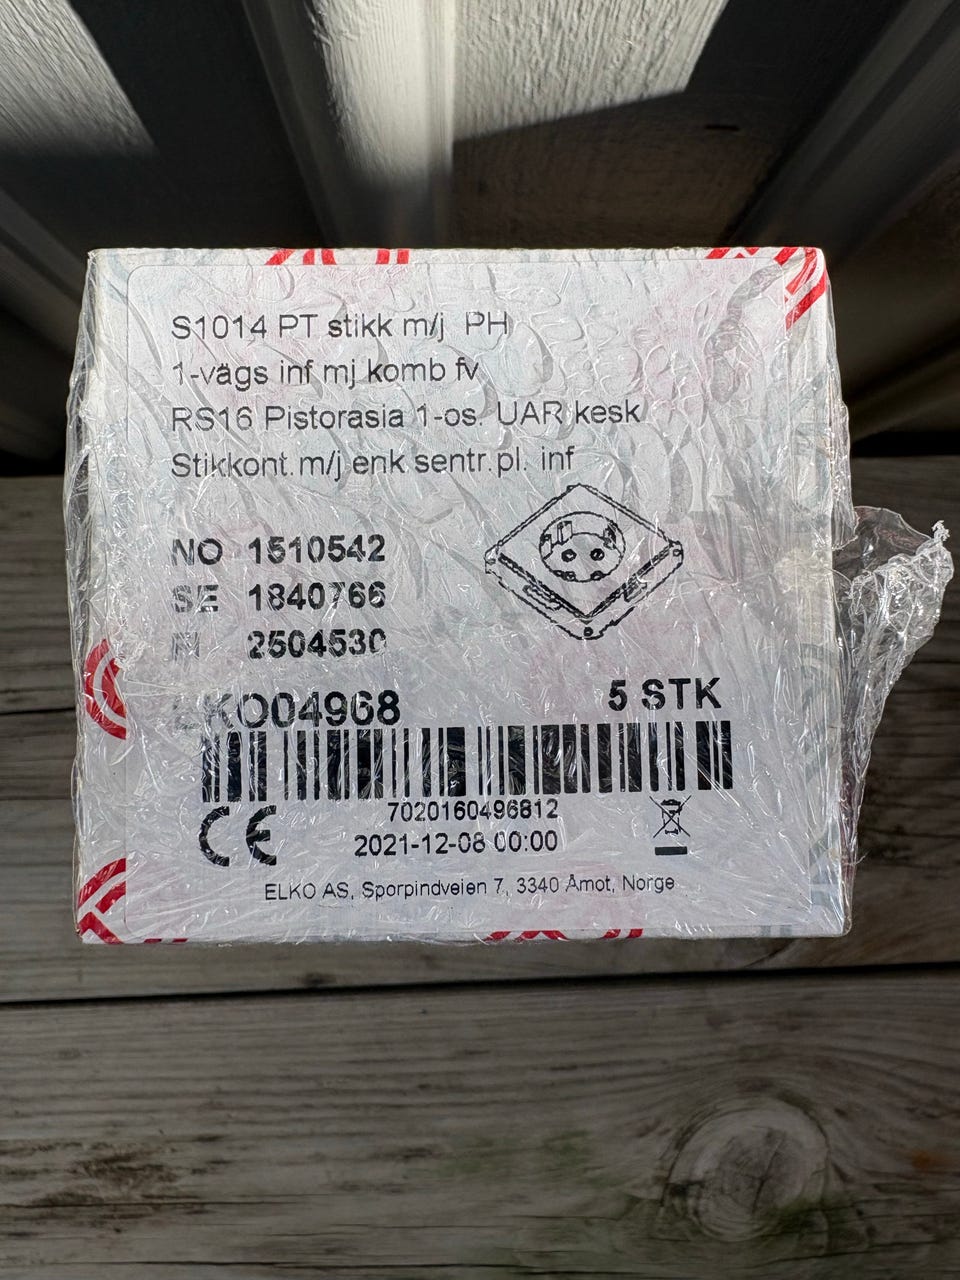 S1014 PT stikk m/j PH
1-vägs inf mj komb fv
RS16 Pistorasia 1-os. UAR kesk
Stikkont.m/j enk sentr.pl. inf
NO 1510542
SE 1840766
FI 2504530
EKO04968
5 STK
7020160496812
2021-12-08 00:00
CE
ELKO AS, Sporpindveien 7, 3340 Åmot, Norge